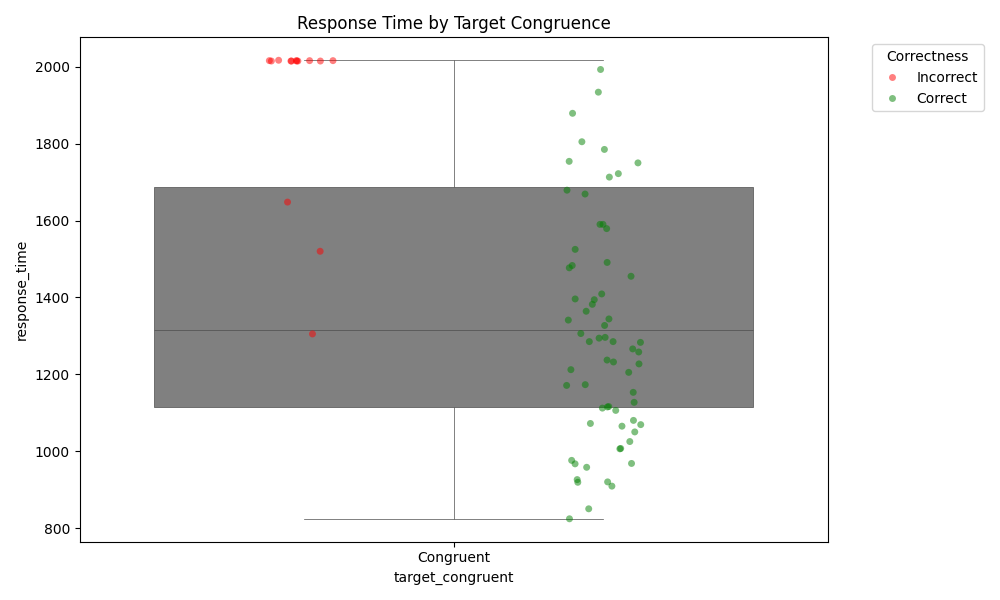 Response Time by Target Congruence
Correctness
Incorrect
Correct
response_time
2000
1800
1600
1400
1200
1000
800
Congruent
target_congruent